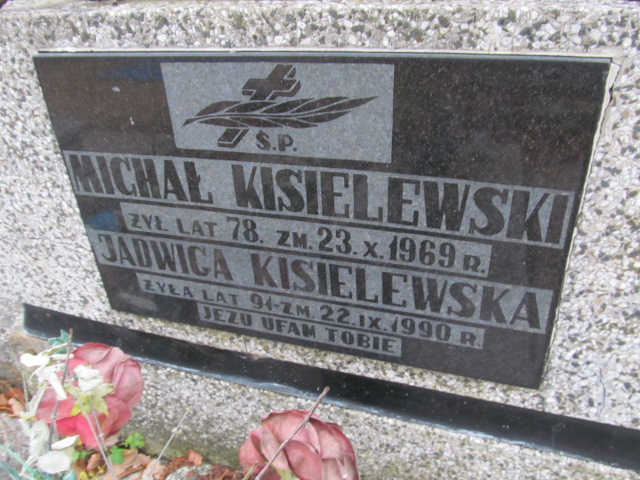 Ś.P.
MICHAŁ KISIELEWSKI
ŻYŁ LAT 78. ZM. 23.X.1969 R.
JADWIGA KISIELEWSKA
ŻYŁA LAT 91-ZM. 22.IX.1990 R.
JEZU UFAM TOBIE